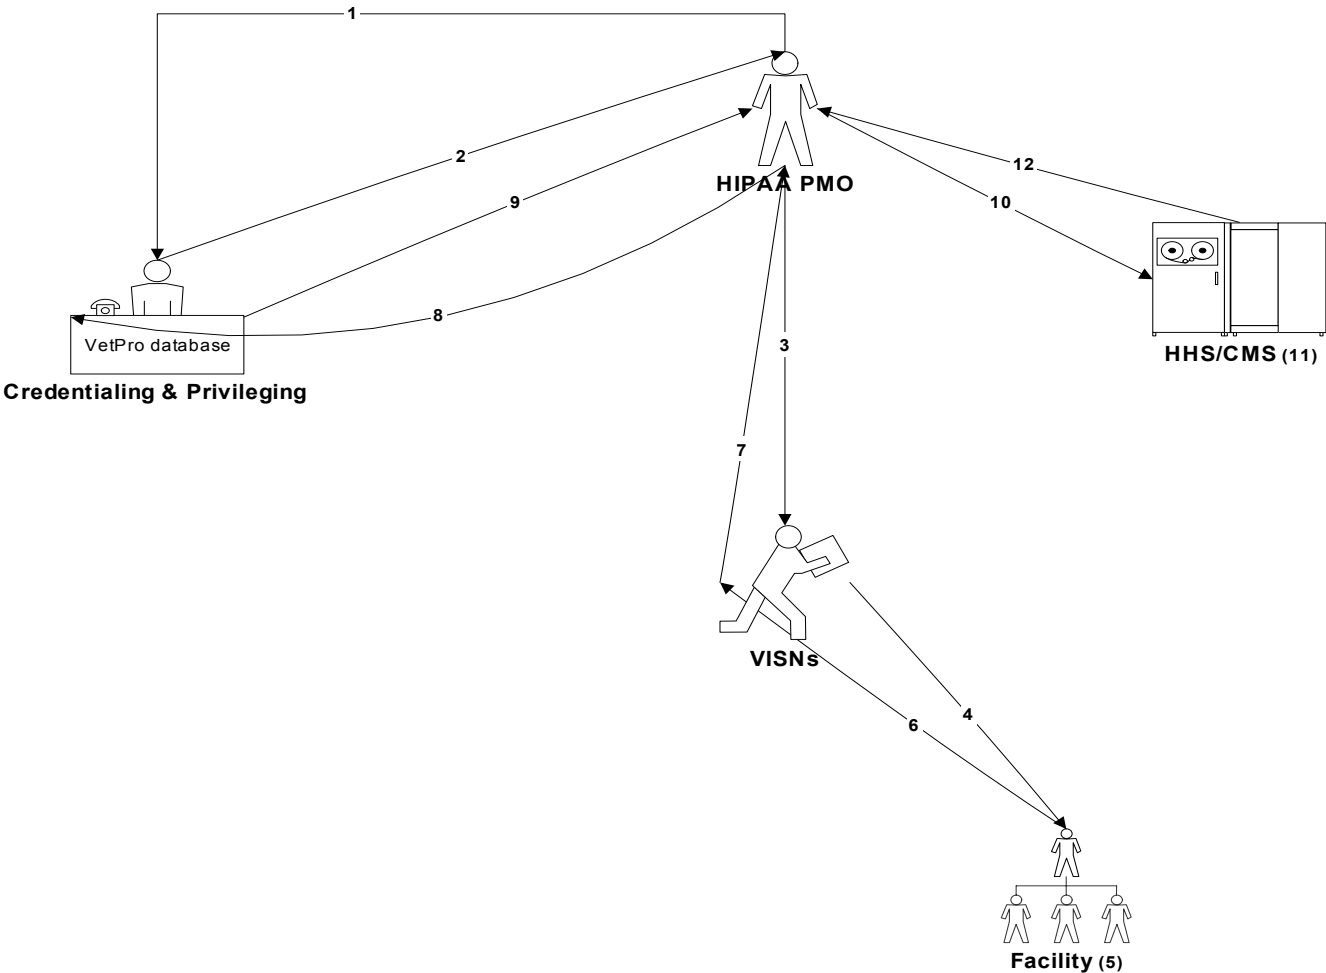 1
2
HIPAA PMO
12
9
10
8
VetPro database
3
HHS/CMS (11)
Credentialing & Privileging
7
VISNs
4
6
Facility (5)